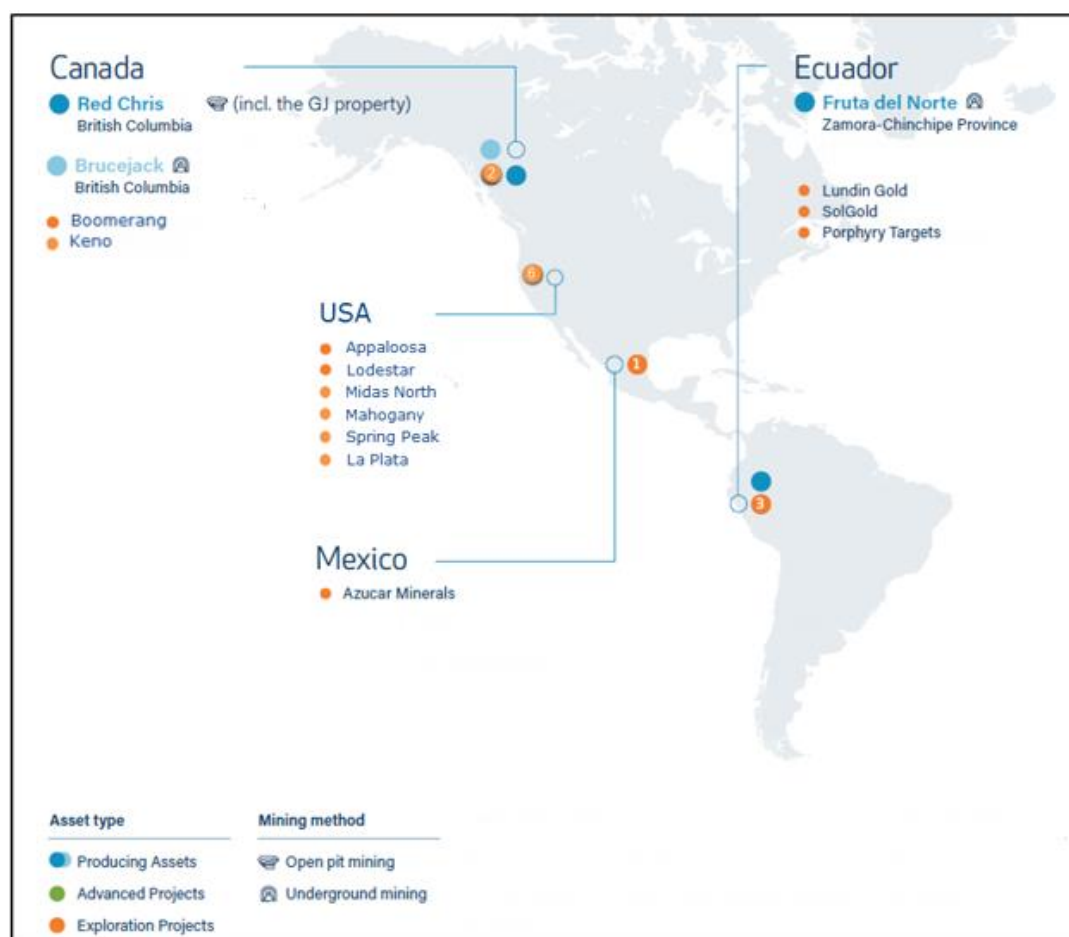 Canada
Red Chris (incl. the GJ property)
British Columbia
Brucejack
British Columbia
Boomerang
Keno
Ecuador
Fruta del Norte
Zamora-Chinchipe Province
Lundin Gold
SolGold
Porphyry Targets
2
6
USA
Appaloosa
Lodestar
Midas North
Mahogany
Spring Peak
La Plata
1
3
Mexico
Azucar Minerals
Asset type
Producing Assets
Advanced Projects
Exploration Projects
Mining method
Open pit mining
Underground mining